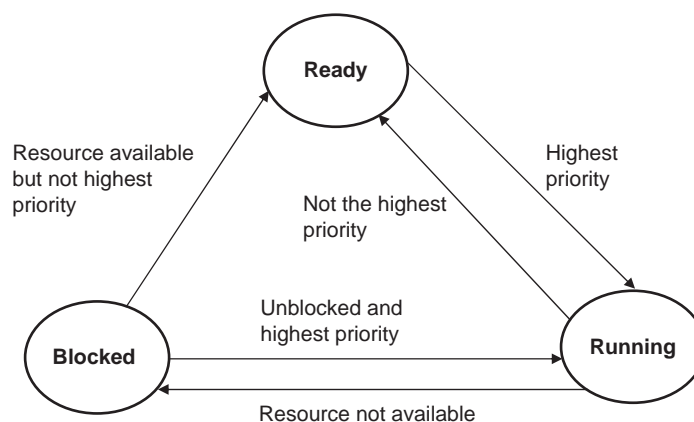 Ready
Resource available
but not highest
priority
Highest
priority
Not the highest
priority
Unblocked and
highest priority
Blocked
Running
Resource not available